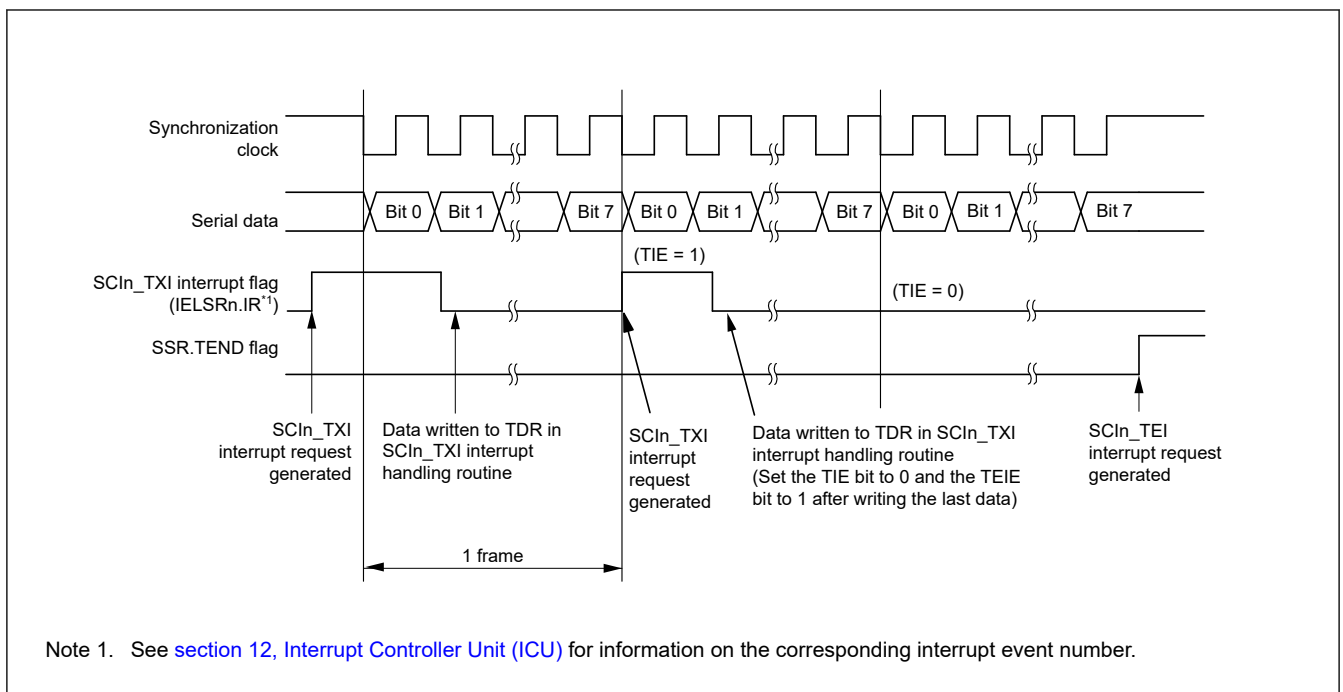 Synchronization
clock
Serial data
Bit 0 Bit 1 Bit 7 Bit 0 Bit 1 Bit 7 Bit 0 Bit 1 Bit 7
(TIE = 1)
SCIn_TXI interrupt flag
(IELSRn.IR*1)
(TIE = 0)
SSR.TEND flag
SCIn_TXI
interrupt request
generated
Data written to TDR in
SCIn_TXI interrupt
handling routine
SCIn_TXI
interrupt
request
generated
Data written to TDR in SCIn_TXI
interrupt handling routine
(Set the TIE bit to 0 and the TEIE
bit to 1 after writing the last data)
SCIn_TEI
interrupt request
generated
1 frame
Note 1. See section 12, Interrupt Controller Unit (ICU) for information on the corresponding interrupt event number.